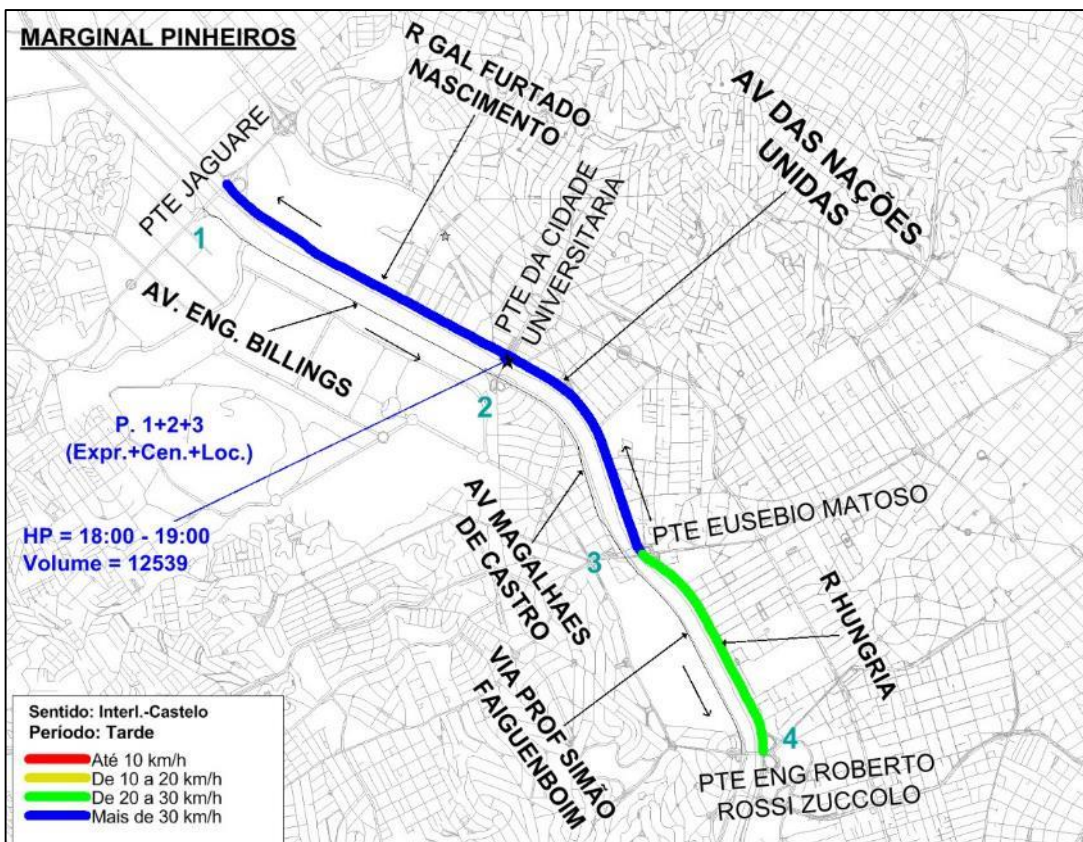 MARGINAL PINHEIROS
R GAL FURTADO
NASCIMENTO
AV DAS NAÇÕES
UNIDAS
PTE JAGUARE
1
PTE DA CIDADE
UNIVERSITARIA
AV. ENG. BILLINGS
2
P. 1+2+3
(Expr.+Cen.+Loc.)
HP = 18:00 - 19:00
Volume = 12539
AV MAGALHAES
DE CASTRO
3
PTE EUSEBIO MATOSO
R HUNGRIA
VIA PROF SIMÃO
FAIGUENBOIM
4
PTE ENG ROBERTO
ROSSI ZUCCOLO
Sentido: Interl.-Castelo
Período: Tarde
Até 10 km/h
De 10 a 20 km/h
De 20 a 30 km/h
Mais de 30 km/h